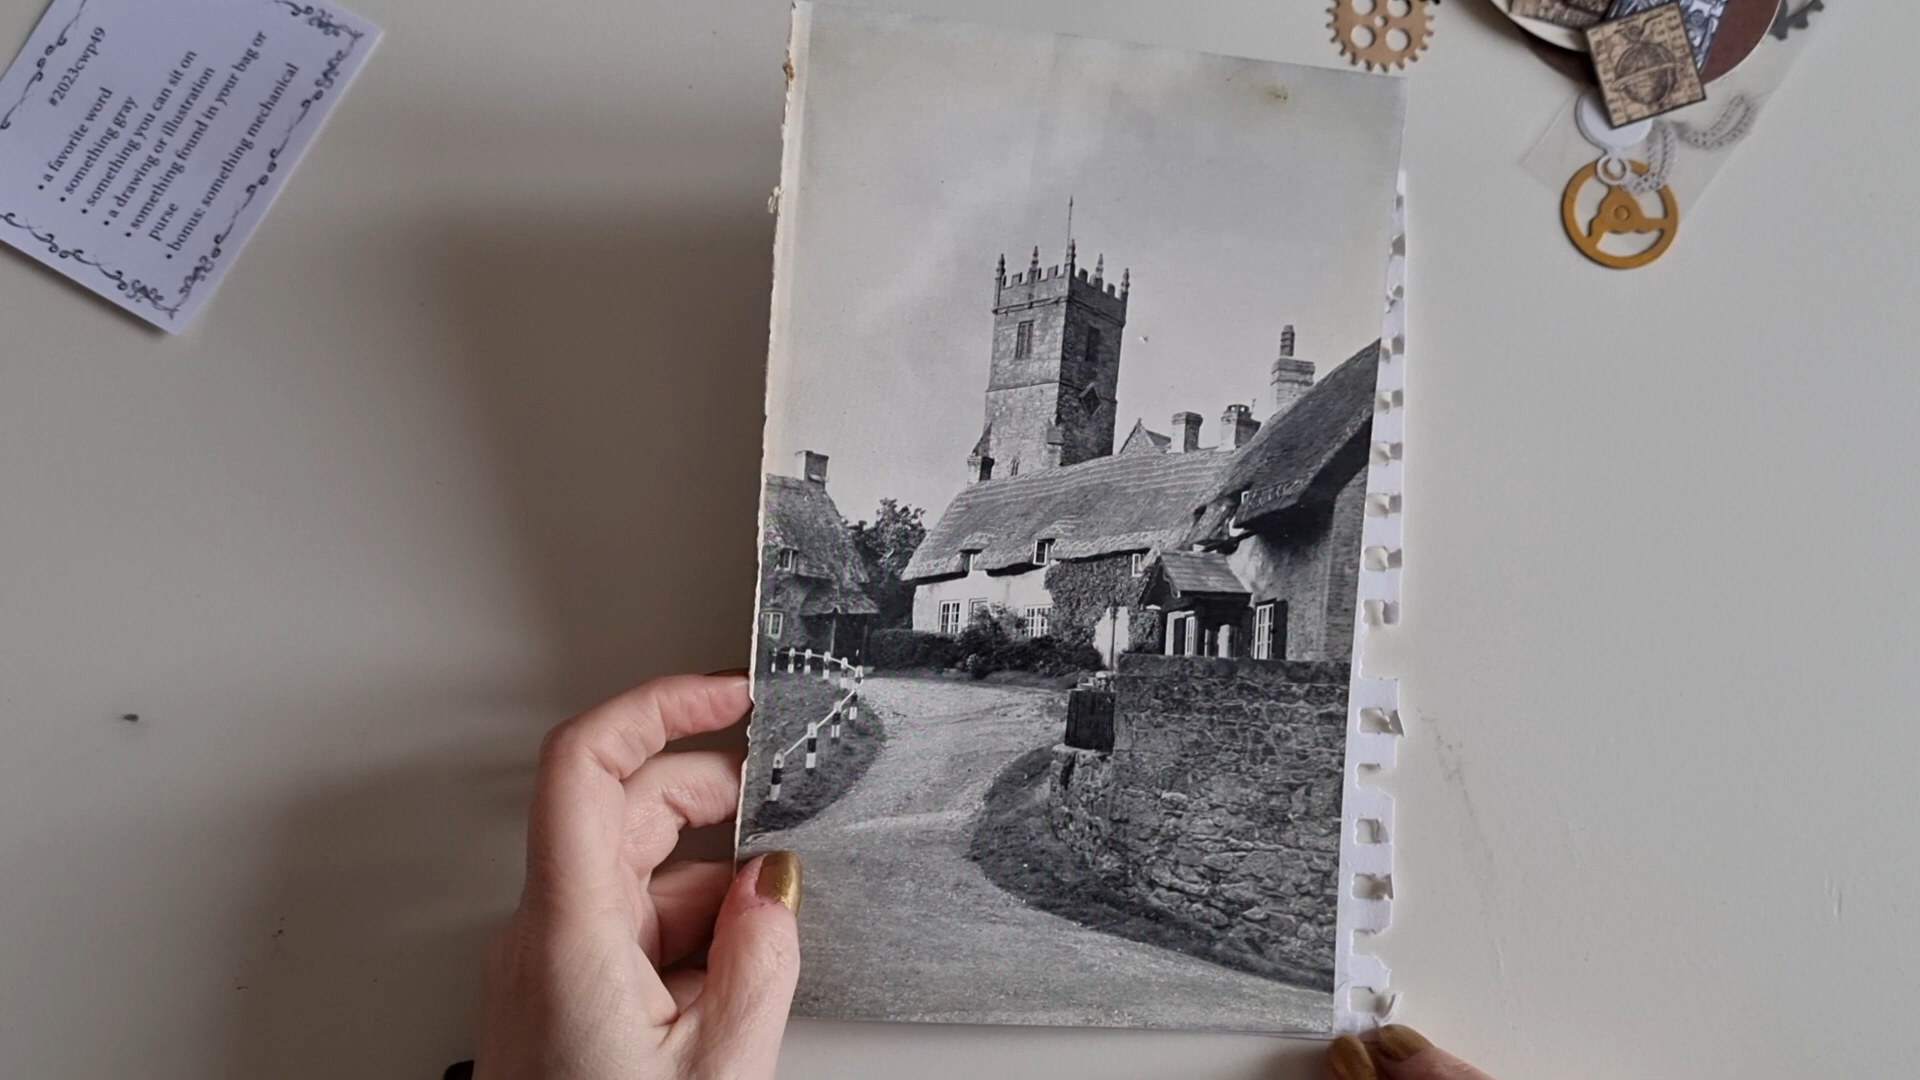 #2023cwp49
• a favorite word
• something gray
• something you can sit on
• a drawing or illustration
• something found in your bag or
purse
• bonus: something mechanical